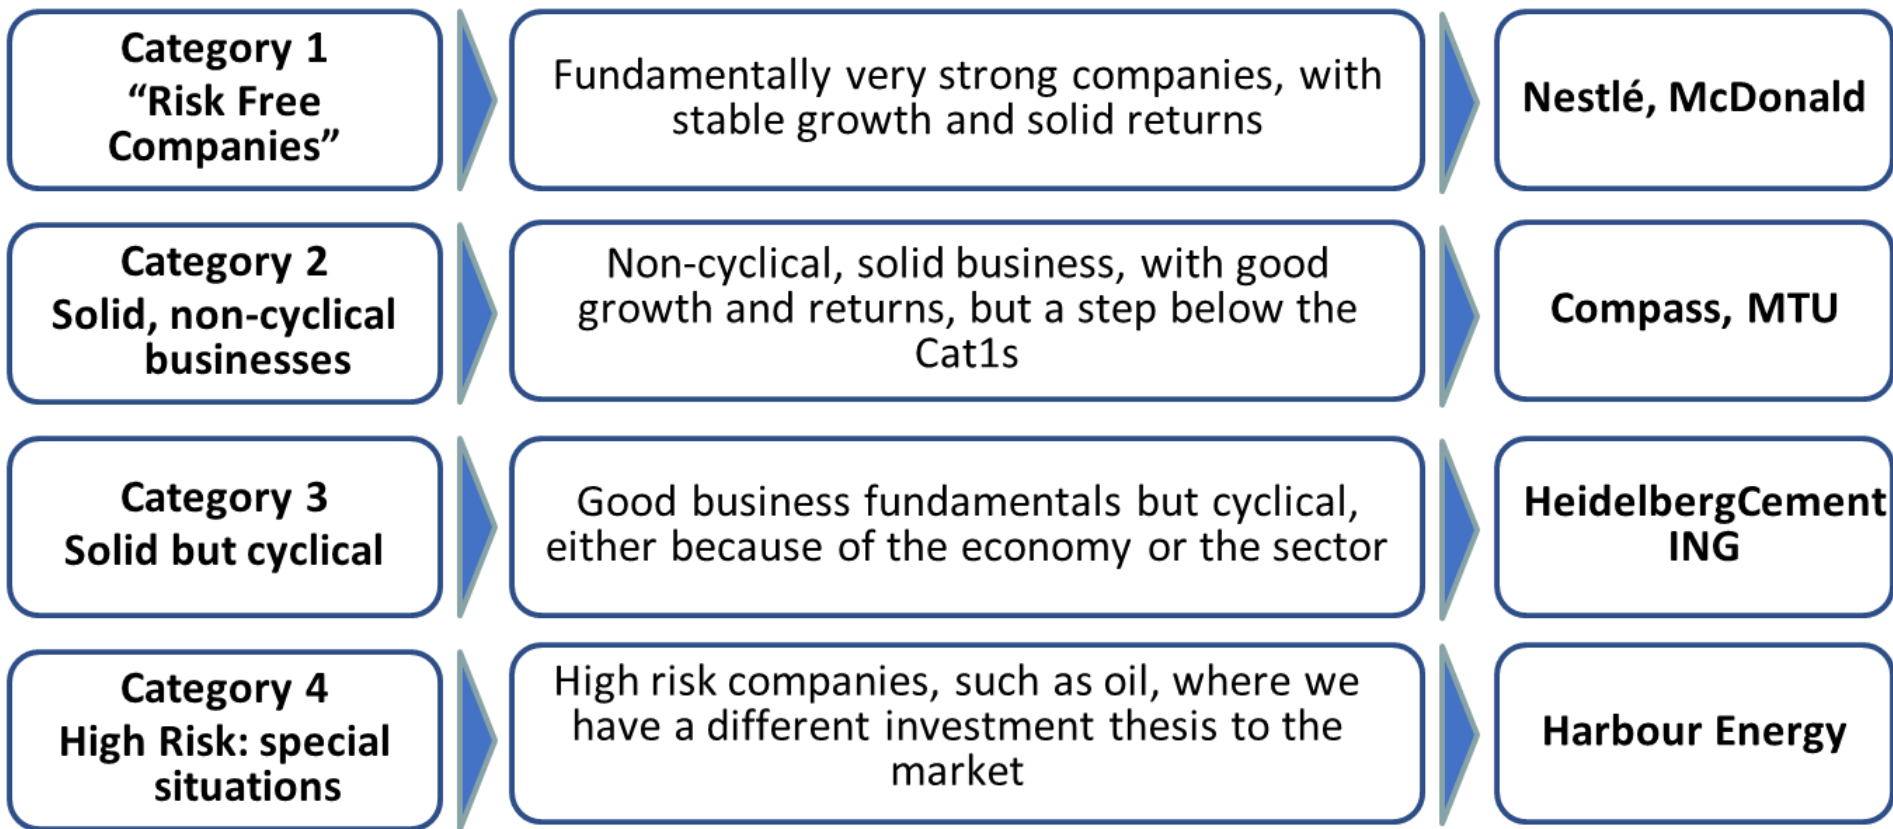 Category 1
“Risk Free
Companies”
Fundamentally very strong companies, with
stable growth and solid returns
Nestlé, McDonald
Category 2
Solid, non-cyclical
businesses
Non-cyclical, solid business, with good
growth and returns, but a step below the
Cat1s
Compass, MTU
Category 3
Solid but cyclical
Good business fundamentals but cyclical,
either because of the economy or the sector
HeidelbergCement
ING
Category 4
High Risk: special
situations
High risk companies, such as oil, where we
have a different investment thesis to the
market
Harbour Energy